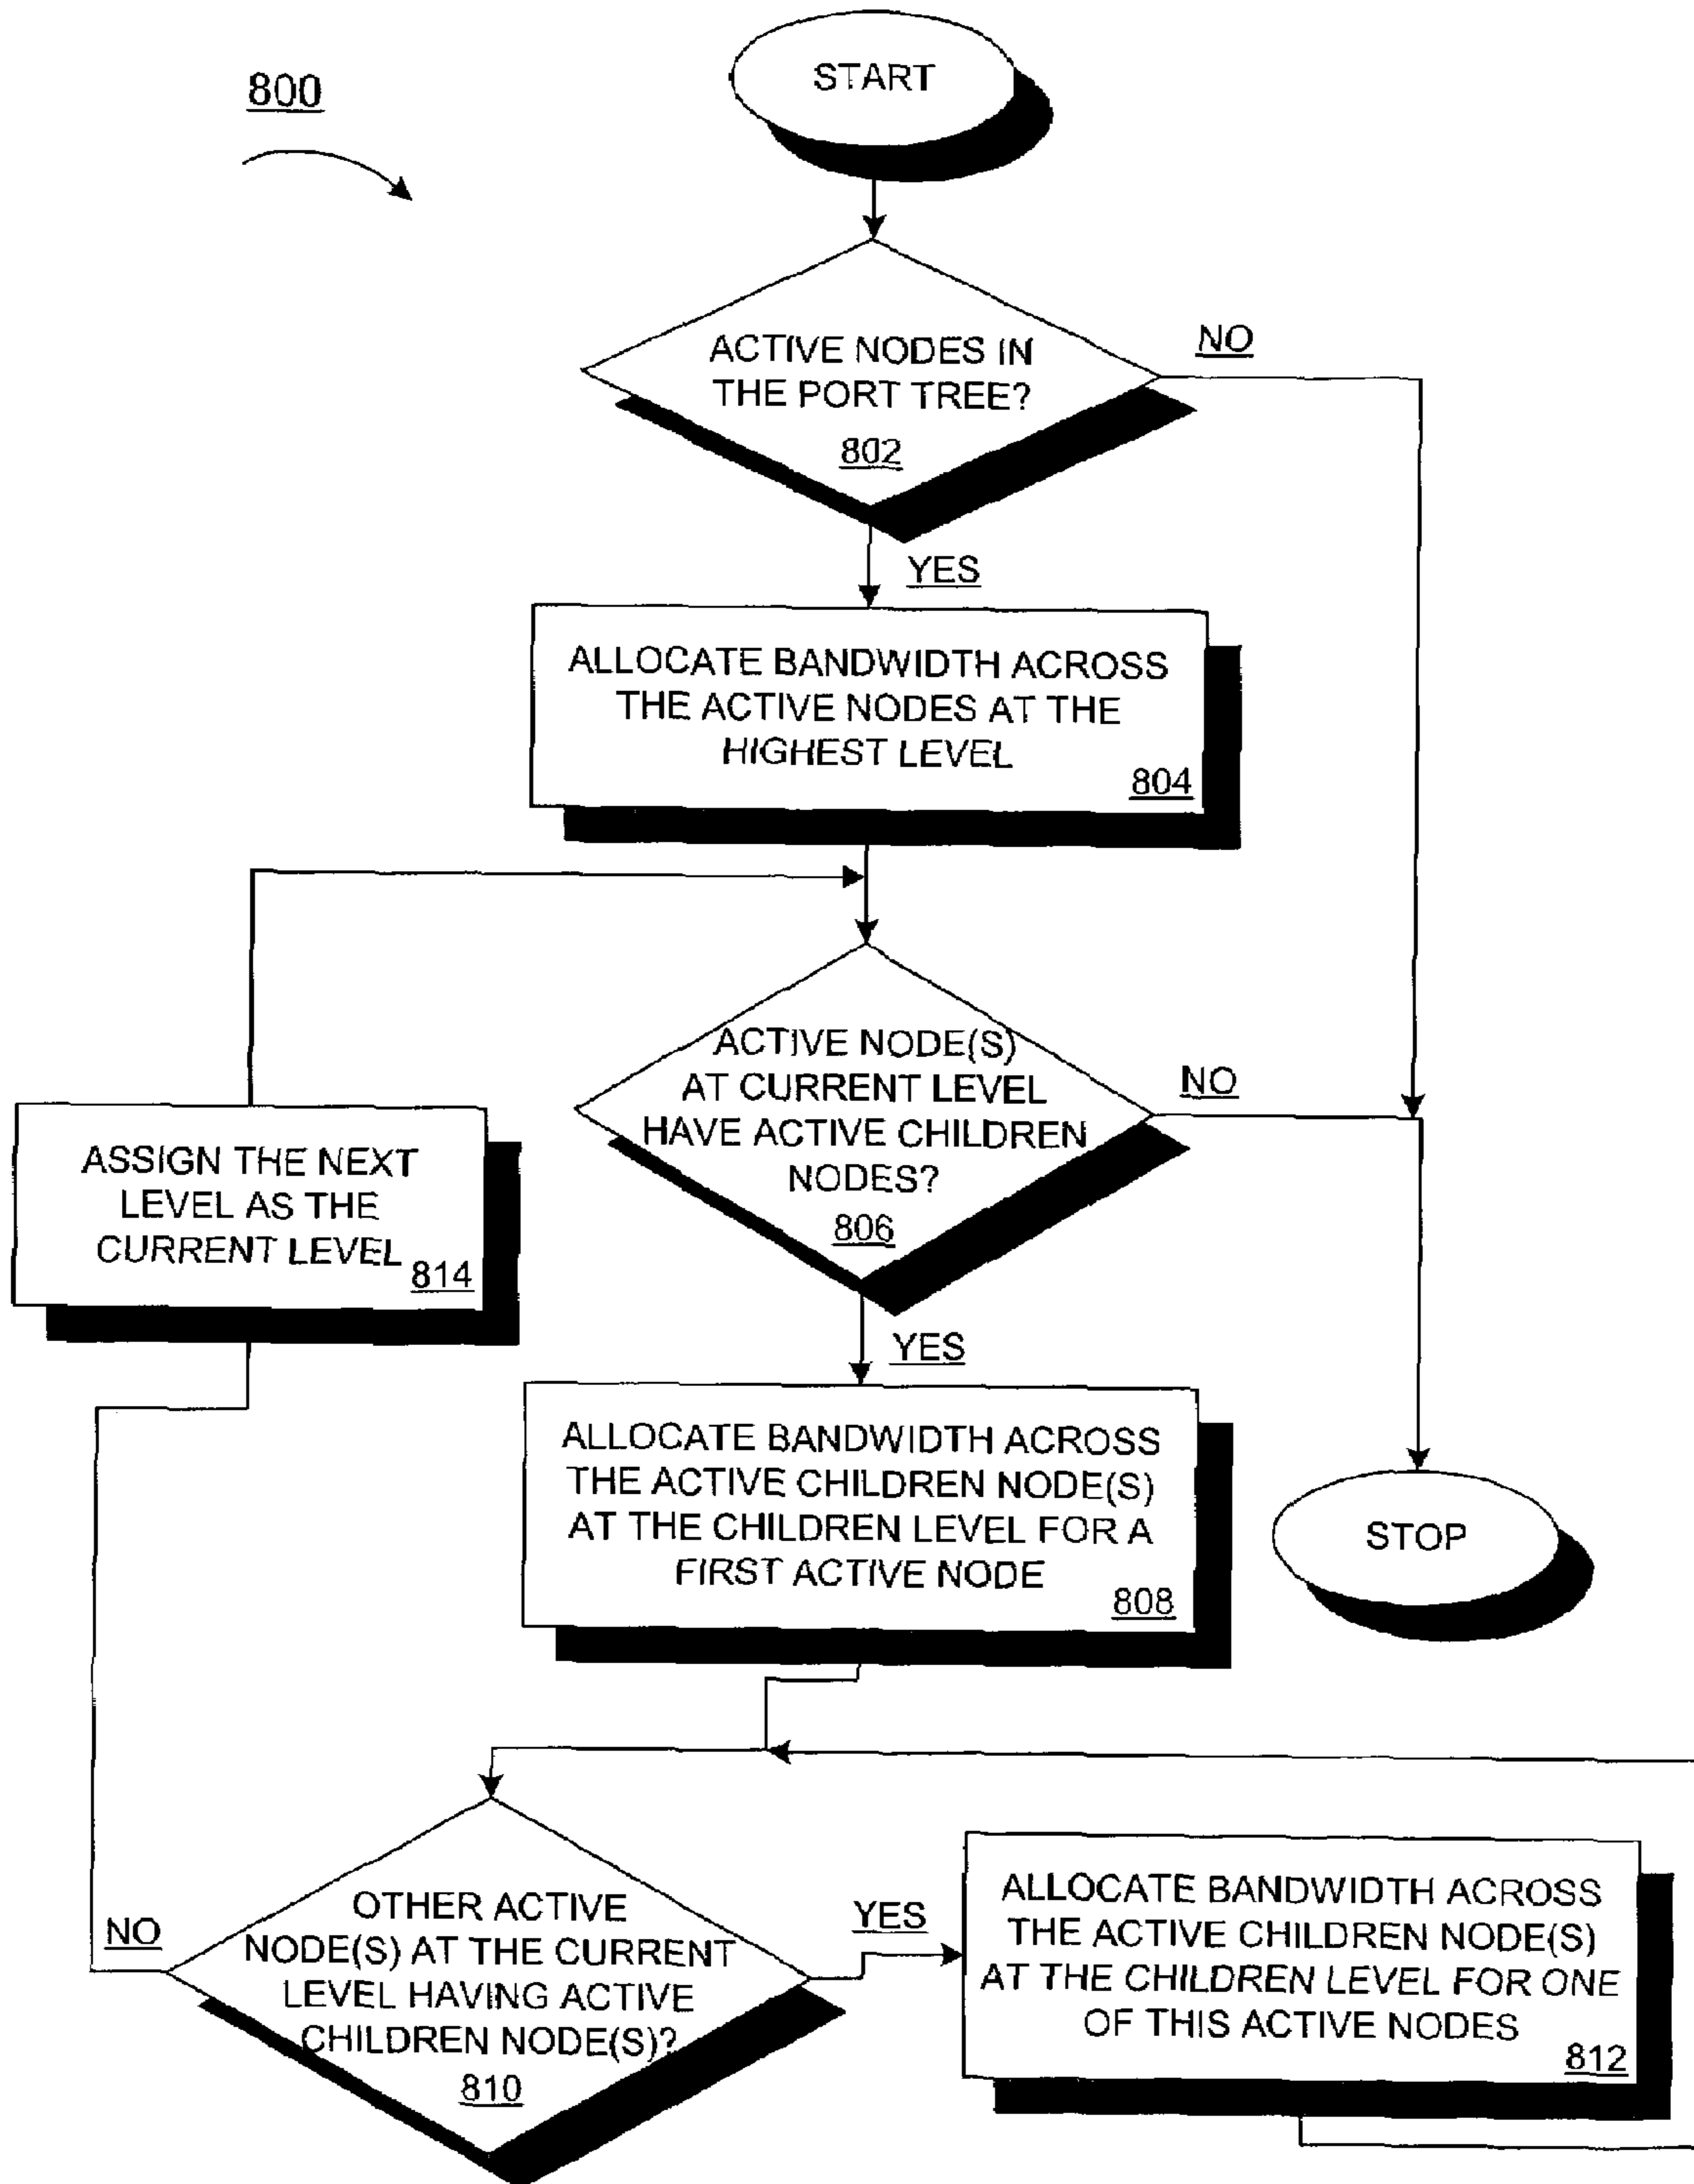 800
START
ACTIVE NODES IN
THE PORT TREE?
802
NO
YES
ALLOCATE BANDWIDTH ACROSS
THE ACTIVE NODES AT THE
HIGHEST LEVEL
804
ACTIVE NODE(S)
AT CURRENT LEVEL
HAVE ACTIVE CHILDREN
NODES?
806
NO
YES
ASSIGN THE NEXT
LEVEL AS THE
CURRENT LEVEL
814
ALLOCATE BANDWIDTH ACROSS
THE ACTIVE CHILDREN NODE(S)
AT THE CHILDREN LEVEL FOR A
FIRST ACTIVE NODE
808
STOP
OTHER ACTIVE
NODE(S) AT THE CURRENT
LEVEL HAVING ACTIVE
CHILDREN NODE(S)?
810
NO
YES
ALLOCATE BANDWIDTH ACROSS
THE ACTIVE CHILDREN NODE(S)
AT THE CHILDREN LEVEL FOR ONE
OF THIS ACTIVE NODES
812